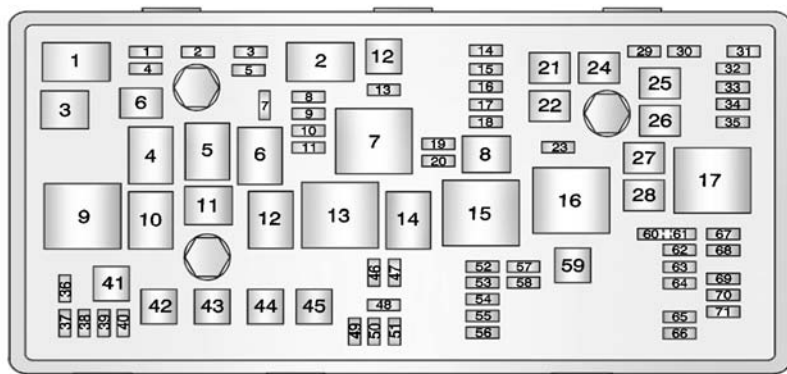 1 2 3 2 12 14 21 24 29 30 31
4 5 13 15 25 32
3 6 7 8 16 22 33
9 17 26 34
10 18 35
11
4 5 6 7 19 8 23 27 17
20
9 10 11 12 13 14 15 16 28
60 61 67
62 68
36 41 46 47 52 57 59 63 69
53 58 64 70
42 43 44 45 48 54 71
37 38 39 40 49 50 51 55 65
56 66